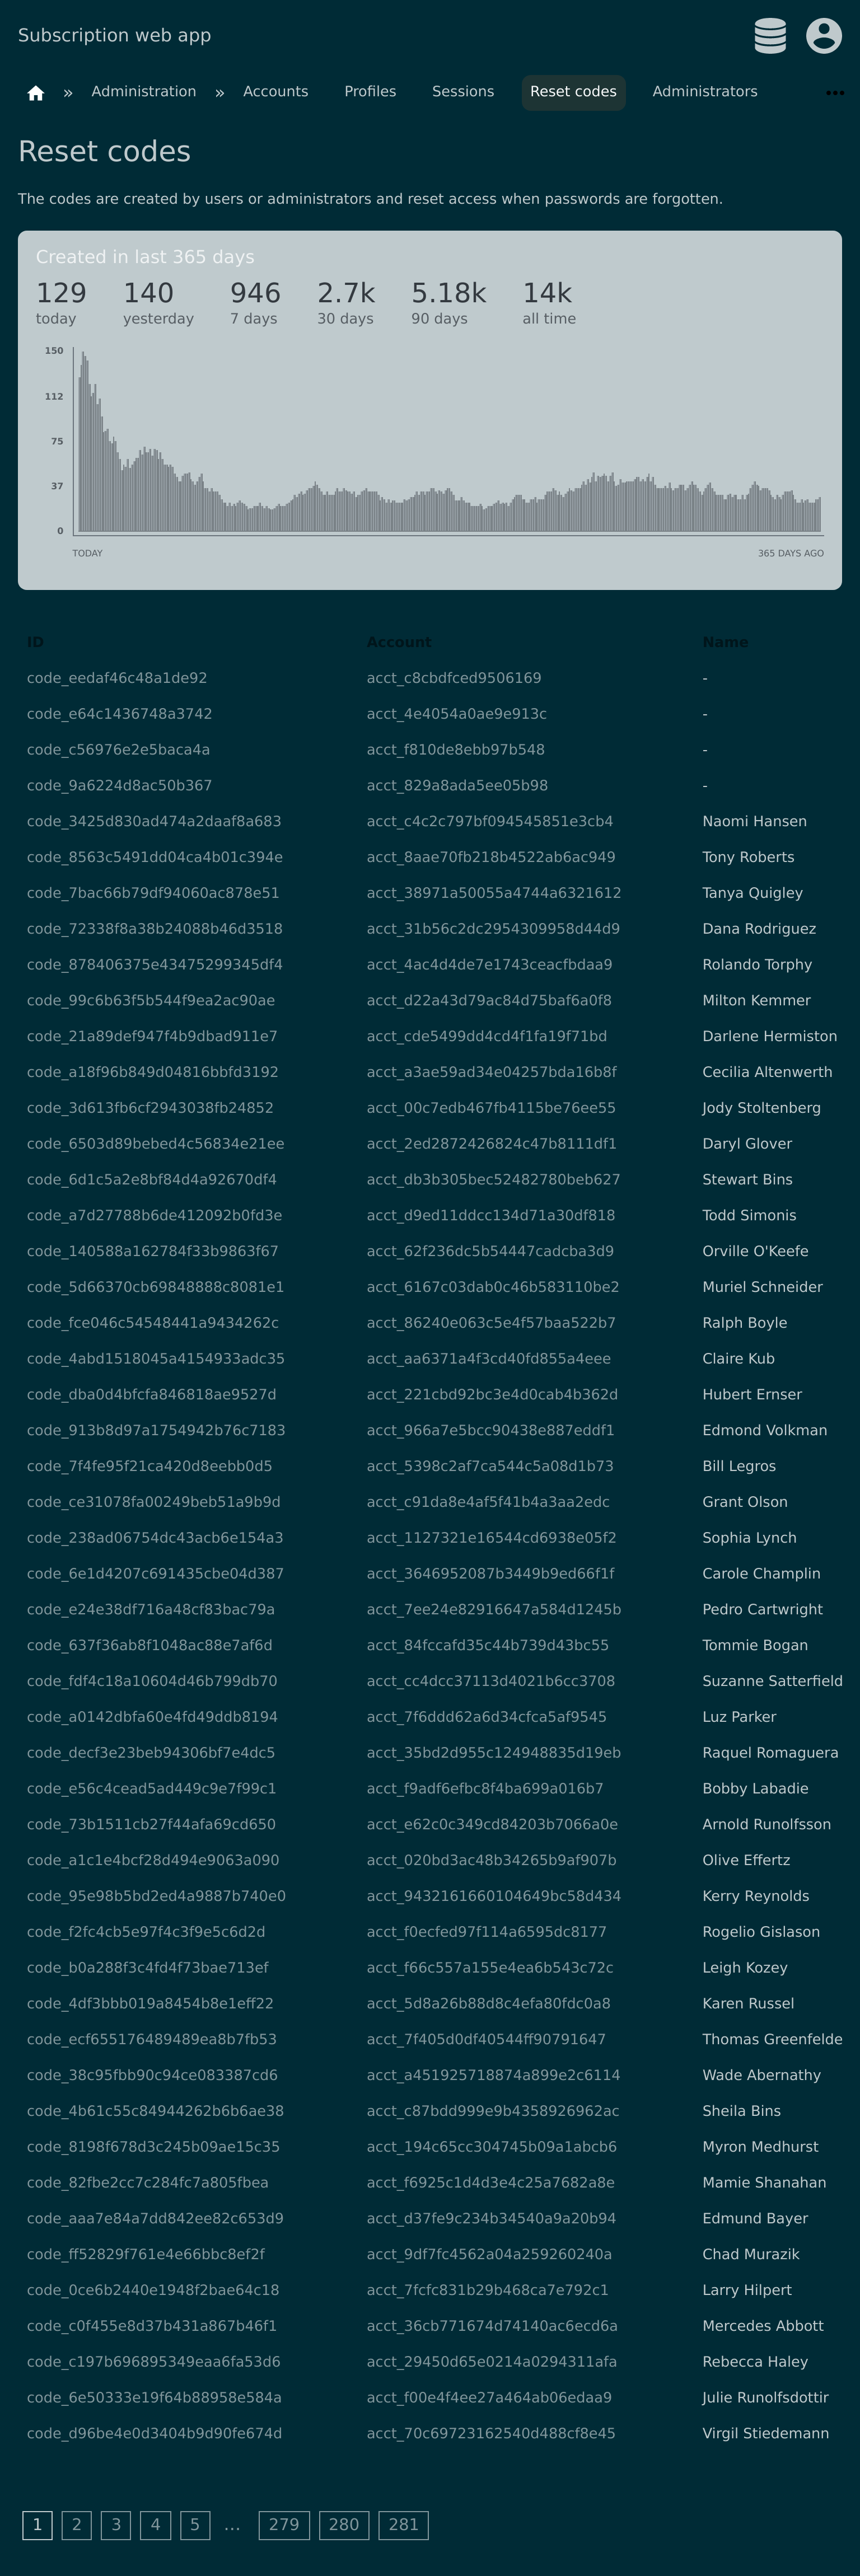 Subscription web app
» Administration » Accounts Profiles Sessions Reset codes Administrators
Reset codes
The codes are created by users or administrators and reset access when passwords are forgotten.
Created in last 365 days
129 140 946 2.7k 5.18k 14k
today yesterday 7 days 30 days 90 days all time
150
112
75
37
0
TODAY 365 DAYS AGO
ID Account Name
code_eedaf46c48a1de92 acct_c8cbdfced9506169 -
code_e64c1436748a3742 acct_4e4054a0ae9e913c -
code_c56976e2e5baca4a acct_f810de8ebb97b548 -
code_9a6224d8ac50b367 acct_829a8ada5ee05b98 -
code_3425d830ad474a2daaf8a683 acct_c4c2c797bf094545851e3cb4 Naomi Hansen
code_8563c5491dd04ca4b01c394e acct_8aae70fb218b4522ab6ac949 Tony Roberts
code_7bac66b79df94060ac878e51 acct_38971a50055a4744a6321612 Tanya Quigley
code_72338f8a38b24088b46d3518 acct_31b56c2dc2954309958d44d9 Dana Rodriguez
code_878406375e43475299345df4 acct_4ac4d4de7e1743ceacfbdaa9 Rolando Torphy
code_99c6b63f5b544f9ea2ac90ae acct_d22a43d79ac84d75baf6a0f8 Milton Kemmer
code_21a89def947f4b9dbad911e7 acct_cde5499dd4cd4f1fa19f71bd Darlene Hermiston
code_a18f96b849d04816bbfd3192 acct_a3ae59ad34e04257bda16b8f Cecilia Altenwerth
code_3d613fb6cf2943038fb24852 acct_00c7edb467fb4115be76ee55 Jody Stoltenberg
code_6503d89bebed4c56834e21ee acct_2ed2872426824c47b8111df1 Daryl Glover
code_6d1c5a2e8bf84d4a92670df4 acct_db3b305bec52482780beb627 Stewart Bins
code_a7d27788b6de412092b0fd3e acct_d9ed11ddcc134d71a30df818 Todd Simonis
code_140588a162784f33b9863f67 acct_62f236dc5b54447cadcba3d9 Orville O'Keefe
code_5d66370cb69848888c8081e1 acct_6167c03dab0c46b583110be2 Muriel Schneider
code_fce046c54548441a9434262c acct_86240e063c5e4f57baa522b7 Ralph Boyle
code_4abd1518045a4154933adc35 acct_aa6371a4f3cd40fd855a4eee Claire Kub
code_dba0d4bfcfa846818ae9527d acct_221cbd92bc3e4d0cab4b362d Hubert Ernser
code_913b8d97a1754942b76c7183 acct_966a7e5bcc90438e887eddf1 Edmond Volkman
code_7f4fe95f21ca420d8eebb0d5 acct_5398c2af7ca544c5a08d1b73 Bill Legros
code_ce31078fa00249beb51a9b9d acct_c91da8e4af5f41b4a3aa2edc Grant Olson
code_238ad06754dc43acb6e154a3 acct_1127321e16544cd6938e05f2 Sophia Lynch
code_6e1d4207c691435cbe04d387 acct_3646952087b3449b9ed66f1f Carole Champlin
code_e24e38df716a48cf83bac79a acct_7ee24e82916647a584d1245b Pedro Cartwright
code_637f36ab8f1048ac88e7af6d acct_84fccafd35c44b739d43bc55 Tommie Bogan
code_fdf4c18a10604d46b799db70 acct_cc4dcc37113d4021b6cc3708 Suzanne Satterfield
code_a0142dbfa60e4fd49ddb8194 acct_7f6ddd62a6d34cfca5af9545 Luz Parker
code_decf3e23beb94306bf7e4dc5 acct_35bd2d955c124948835d19eb Raquel Romaguera
code_e56c4cead5ad449c9e7f99c1 acct_f9adf6efbc8f4ba699a016b7 Bobby Labadie
code_73b1511cb27f44afa69cd650 acct_e62c0c349cd84203b7066a0e Arnold Runolfsson
code_a1c1e4bcf28d494e9063a090 acct_020bd3ac48b34265b9af907b Olive Effertz
code_95e98b5bd2ed4a9887b740e0 acct_9432161660104649bc58d434 Kerry Reynolds
code_f2fc4cb5e97f4c3f9e5c6d2d acct_f0ecfed97f114a6595dc8177 Rogelio Gislason
code_b0a288f3c4fd4f73bae713ef acct_f66c557a155e4ea6b543c72c Leigh Kozey
code_4df3bbb019a8454b8e1eff22 acct_5d8a26b88d8c4efa80fdc0a8 Karen Russel
code_ecf655176489489ea8b7fb53 acct_7f405d0df40544ff90791647 Thomas Greenfelde
code_38c95fbb90c94ce083387cd6 acct_a451925718874a899e2c6114 Wade Abernathy
code_4b61c55c84944262b6b6ae38 acct_c87bdd999e9b4358926962ac Sheila Bins
code_8198f678d3c245b09ae15c35 acct_194c65cc304745b09a1abcb6 Myron Medhurst
code_82fbe2cc7c284fc7a805fbea acct_f6925c1d4d3e4c25a7682a8e Mamie Shanahan
code_aaa7e84a7dd842ee82c653d9 acct_d37fe9c234b34540a9a20b94 Edmund Bayer
code_ff52829f761e4e66bbc8ef2f acct_9df7fc4562a04a259260240a Chad Murazik
code_0ce6b2440e1948f2bae64c18 acct_7fcfc831b29b468ca7e792c1 Larry Hilpert
code_c0f455e8d37b431a867b46f1 acct_36cb771674d74140ac6ecd6a Mercedes Abbott
code_c197b696895349eaa6fa53d6 acct_29450d65e0214a0294311afa Rebecca Haley
code_6e50333e19f64b88958e584a acct_f00e4f4ee27a464ab06edaa9 Julie Runolfsdottir
code_d96be4e0d3404b9d90fe674d acct_70c69723162540d488cf8e45 Virgil Stiedemann
1 2 3 4 5 ... 279 280 281